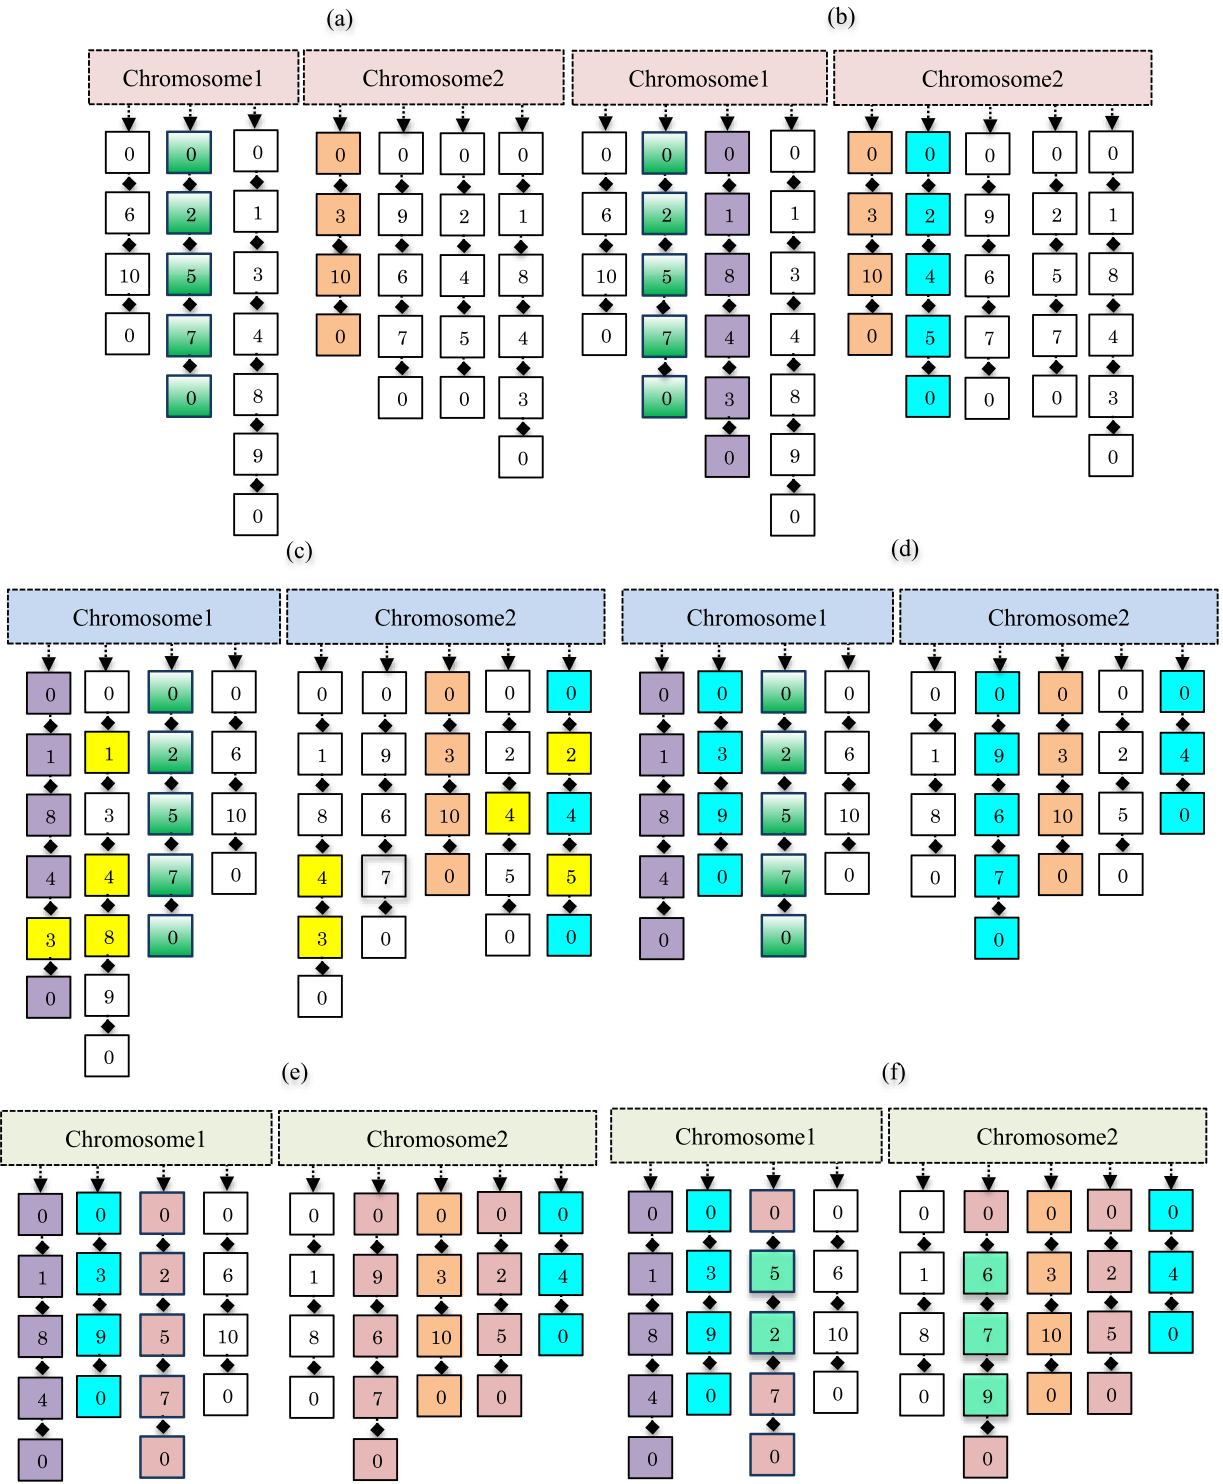 (a) (b)
Chromosome1 Chromosome2 Chromosome1 Chromosome2
0 0 0 0 0 0 0 0 0 0 0 0 0 0 0 0
6 2 1 3 9 2 1 6 2 1 1 3 2 9 2 1
10 5 3 10 6 4 8 10 5 8 3 10 4 6 5 8
0 7 4 0 7 5 4 0 7 4 4 0 5 7 7 4
0 8 0 0 3 0 3 8 0 0 0 3
9 0 0 9 0
0 0
(c) (d)
Chromosome1 Chromosome2 Chromosome1 Chromosome2
0 0 0 0 0 0 0 0 0 0 0 0 0 0 0 0 0 0
1 1 2 6 1 9 3 2 2 1 3 2 6 1 9 3 2 4
8 3 5 10 8 6 10 4 4 8 9 5 10 8 6 10 5 0
4 4 7 0 4 7 0 5 5 4 0 7 0 0 7 0 0
3 8 0 3 0 0 0 0 0 0
0 9 0
0
(e) (f)
Chromosome1 Chromosome2 Chromosome1 Chromosome2
0 0 0 0 0 0 0 0 0 0 0 0 0 0 0 0 0 0
1 3 2 6 1 9 3 2 4 1 3 5 6 1 6 3 2 4
8 9 5 10 8 6 10 5 0 8 9 2 10 8 7 10 5 0
4 0 7 0 0 7 0 0 4 0 7 0 0 9 0 0
0 0 0 0 0 0